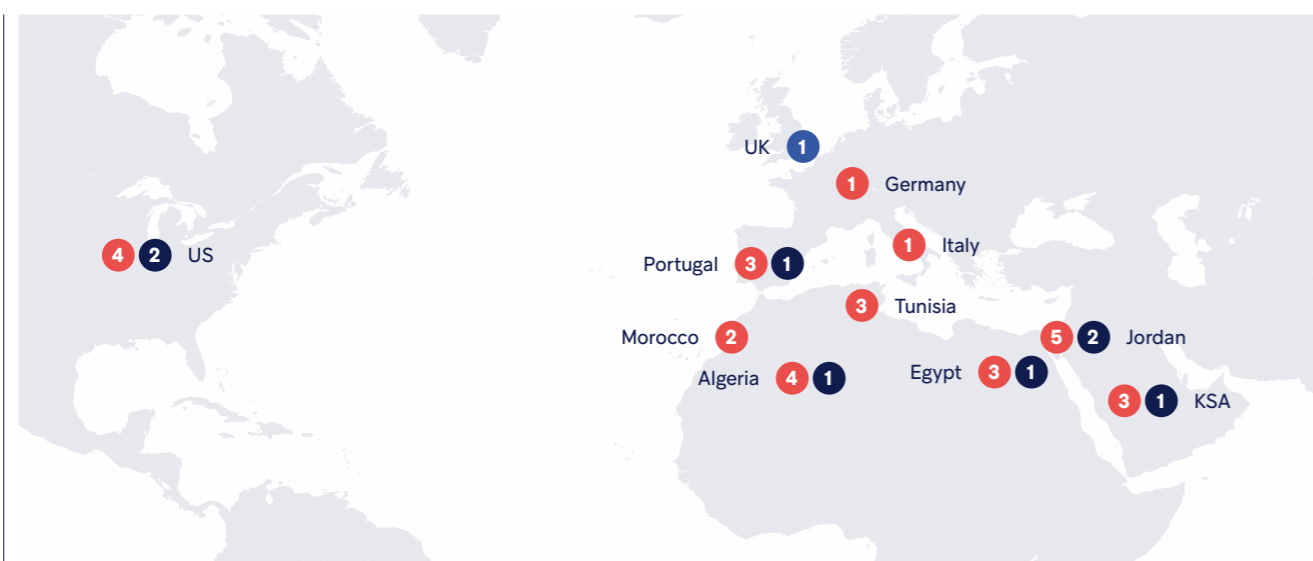 UK 1
1 Germany
4 2 US
1 Italy
Portugal 3 1
3 Tunisia
Morocco 2
5 2 Jordan
Algeria 4 1
Egypt 3 1
3 1 KSA